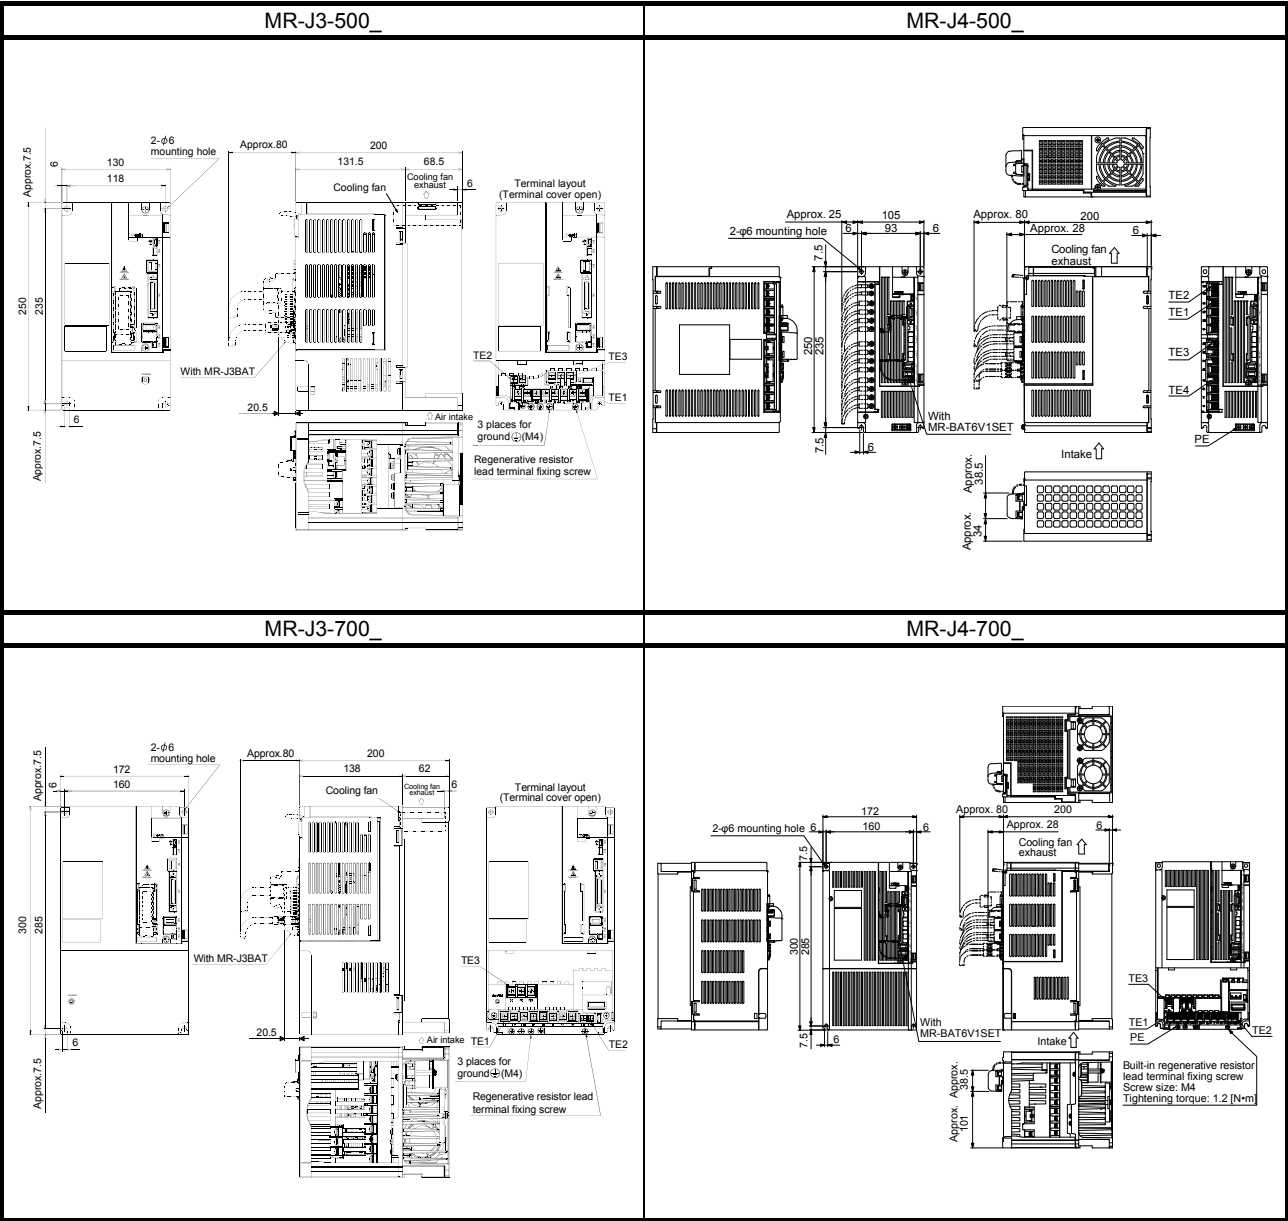 MR-J3-500_
MR-J4-500_
2-φ6
mounting hole
Approx.7.5
6
130
118
250
235
6
Approx.7.5
Approx.80
200
131.5
68.5
Cooling fan
Cooling fan
exhaust
6
With MR-J3BAT
20.5
Air intake
Terminal layout
(Terminal cover open)
TE2
TE3
TE1
3 places for
ground (M4)
Regenerative resistor
lead terminal fixing screw
Approx. 25
105
6
93
6
2-φ6 mounting hole
7.5
250
235
7.5
6
With
MR-BAT6V1SET
Approx. 80
200
Approx. 28
6
Cooling fan
exhaust
Intake
Approx.
38.5
Approx.
34
TE2
TE1
TE3
TE4
PE
MR-J3-700_
MR-J4-700_
2-φ6
mounting hole
Approx.7.5
6
172
160
300
285
6
Approx.7.5
Approx.80
200
138
62
Cooling fan
Cooling fan
exhaust
6
With MR-J3BAT
20.5
Air intake
Terminal layout
(Terminal cover open)
TE3
TE1
TE2
3 places for
ground (M4)
Regenerative resistor lead
terminal fixing screw
172
6
160
6
2-φ6 mounting hole
7.5
300
285
7.5
6
With
MR-BAT6V1SET
Approx. 80
200
Approx. 28
6
Cooling fan
exhaust
Intake
Approx.
38.5
Approx.
101
TE3
TE1
PE
TE2
Built-in regenerative resistor
lead terminal fixing screw
Screw size: M4
Tightening torque: 1.2 [N•m]